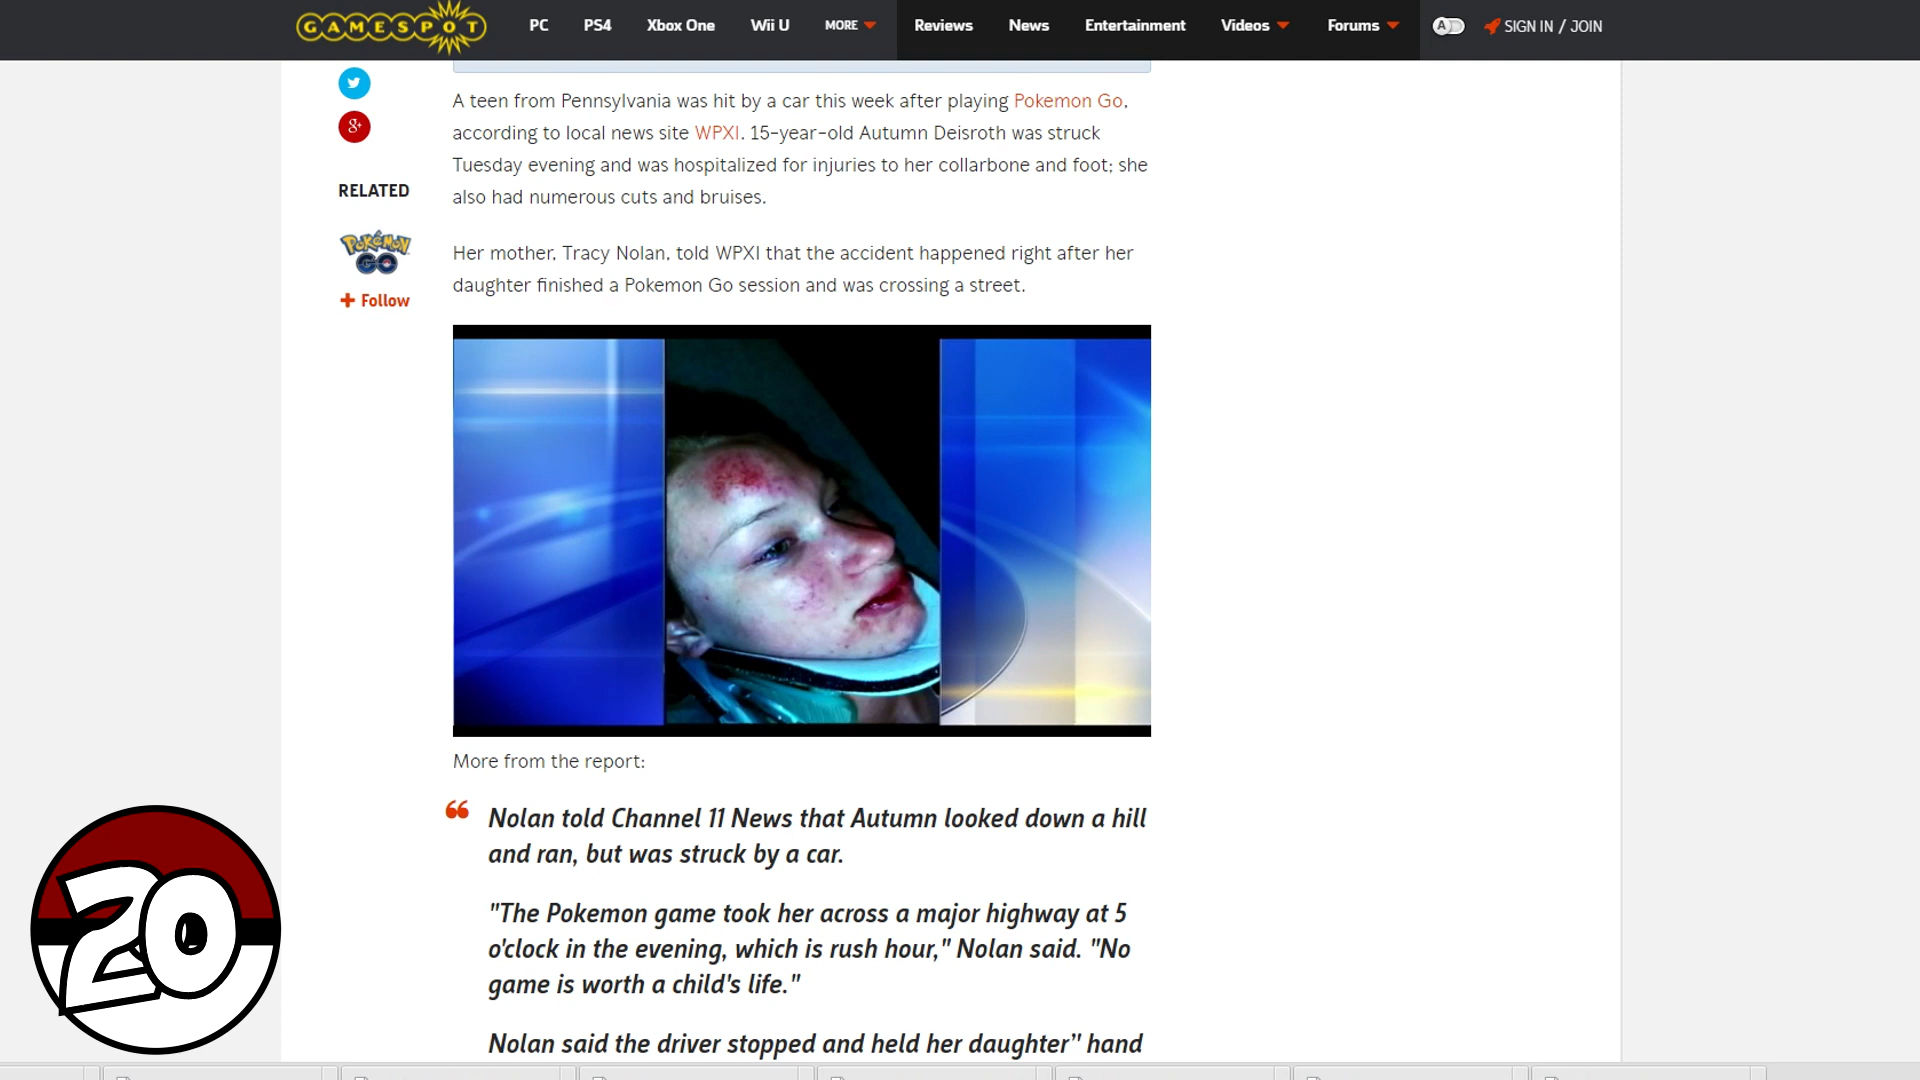 GAMESPOT
PC PS4 Xbox One Wii U MORE Reviews News Entertainment Videos Forums A SIGN IN / JOIN
g+
RELATED
POKÉMON
GO
+ Follow
A teen from Pennsylvania was hit by a car this week after playing Pokemon Go,
according to local news site WPXI. 15-year-old Autumn Deisroth was struck
Tuesday evening and was hospitalized for injuries to her collarbone and foot; she
also had numerous cuts and bruises.
Her mother, Tracy Nolan, told WPXI that the accident happened right after her
daughter finished a Pokemon Go session and was crossing a street.
More from the report:
Nolan told Channel 11 News that Autumn looked down a hill
and ran, but was struck by a car.
"The Pokemon game took her across a major highway at 5
o'clock in the evening, which is rush hour," Nolan said. "No
game is worth a child's life."
Nolan said the driver stopped and held her daughter" hand
20